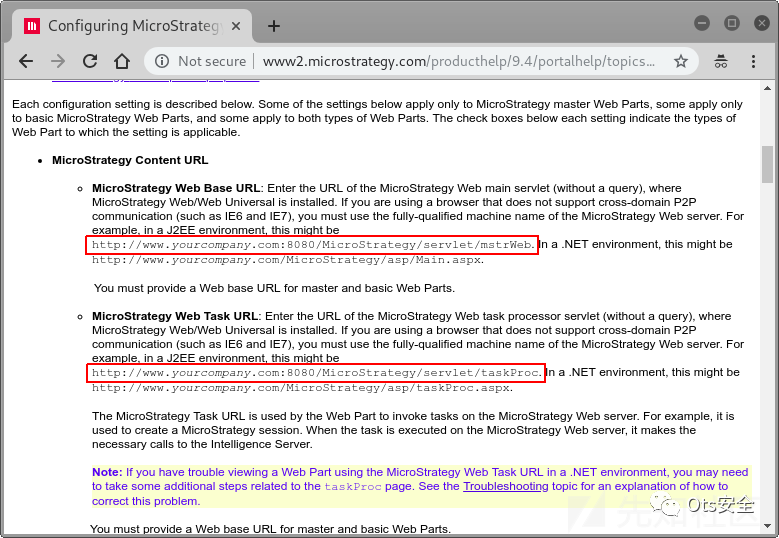 Configuring MicroStrategy
Not secure | www2.microstrategy.com/producthelp/9.4/portalhelp/topics...
Each configuration setting is described below. Some of the settings below apply only to MicroStrategy master Web Parts, some apply only
to basic MicroStrategy Web Parts, and some apply to both types of Web Parts. The check boxes below each setting indicate the types of
Web Part to which the setting is applicable.
• MicroStrategy Content URL
MicroStrategy Web Base URL: Enter the URL of the MicroStrategy Web main servlet (without a query), where
MicroStrategy Web/Web Universal is installed. If you are using a browser that does not support cross-domain P2P
communication (such as IE6 and IE7), you must use the fully-qualified machine name of the MicroStrategy Web server. For
example, in a J2EE environment, this might be
http://www.yourcompany.com:8080/MicroStrategy/servlet/mstrWeb. In a .NET environment, this might be
http://www.yourcompany.com/MicroStrategy/asp/Main.aspx.
You must provide a Web base URL for master and basic Web Parts.
MicroStrategy Web Task URL: Enter the URL of the MicroStrategy Web task processor servlet (without a query), where
MicroStrategy Web/Web Universal is installed. If you are using a browser that does not support cross-domain P2P
communication (such as IE6 and IE7), you must use the fully-qualified machine name of the MicroStrategy Web server. For
example, in a J2EE environment, this might be
http://www.yourcompany.com:8080/MicroStrategy/servlet/taskProc. In a .NET environment, this might be
http://www.yourcompany.com/MicroStrategy/asp/taskProc.aspx.
The MicroStrategy Task URL is used by the Web Part to invoke tasks on the MicroStrategy Web server. For example, it is
used to create a MicroStrategy session. When the task is executed on the MicroStrategy Web server, it makes the
necessary calls to the Intelligence Server.
Note: If you have trouble viewing a Web Part using the MicroStrategy Web Task URL in a .NET environment, you may need
to take some additional steps related to the taskProc page. See the Troubleshooting topic for an explanation of how to
correct this problem.
You must provide a Web base URL for master and basic Web Parts.
先知社区
Ots安全